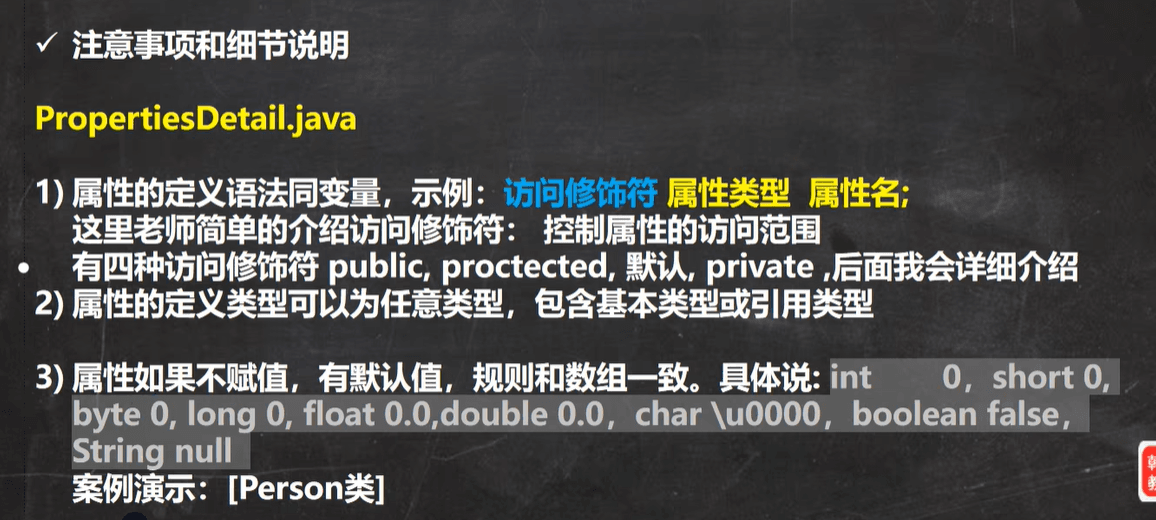 ✓ 注意事项和细节说明
PropertiesDetail.java
1) 属性的定义语法同变量，示例：访问修饰符 属性类型 属性名;
这里老师简单的介绍访问修饰符： 控制属性的访问范围
• 有四种访问修饰符 public, proctected, 默认, private ,后面我会详细介绍
2) 属性的定义类型可以为任意类型，包含基本类型或引用类型
3) 属性如果不赋值，有默认值，规则和数组一致。具体说: int 0，short 0,
byte 0, long 0, float 0.0,double 0.0，char \u0000，boolean false，
String null
案例演示：[Person类]